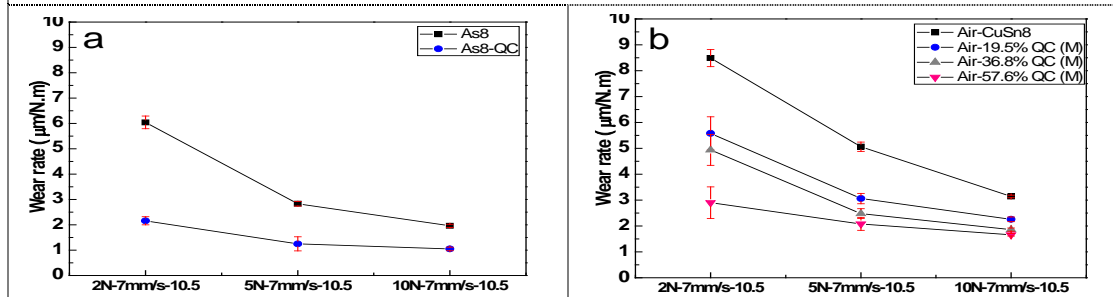 a
As8
As8-QC
Wear rate ( µm/N.m)
10
9
8
7
6
5
4
3
2
1
0
2N-7mm/s-10.5
5N-7mm/s-10.5
10N-7mm/s-10.5
b
Air-CuSn8
Air-19.5% QC (M)
Air-36.8% QC (M)
Air-57.6% QC (M)
Wear rate ( µm/N.m)
10
9
8
7
6
5
4
3
2
1
0
2N-7mm/s-10.5
5N-7mm/s-10.5
10N-7mm/s-10.5